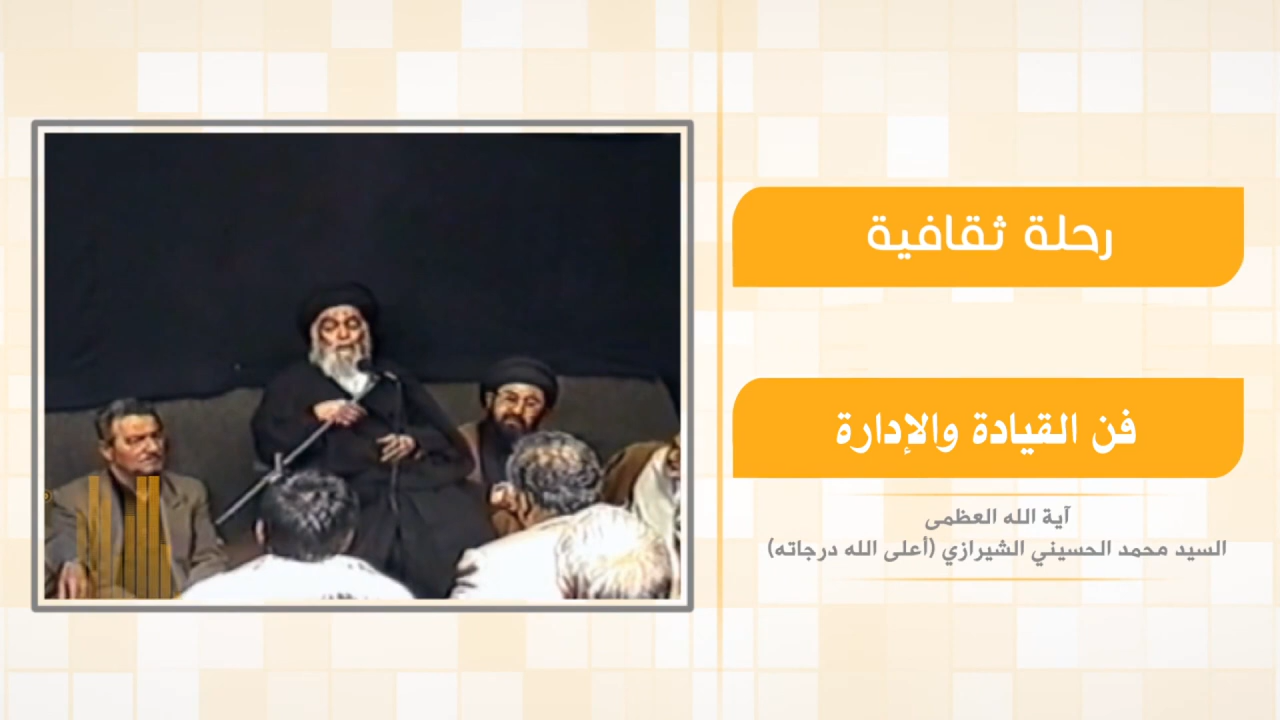 رحلة ثقافية
فن القيادة والإدارة
آية الله العظمى
السيد محمد الحسيني الشيرازي (أعلى الله درجاته)